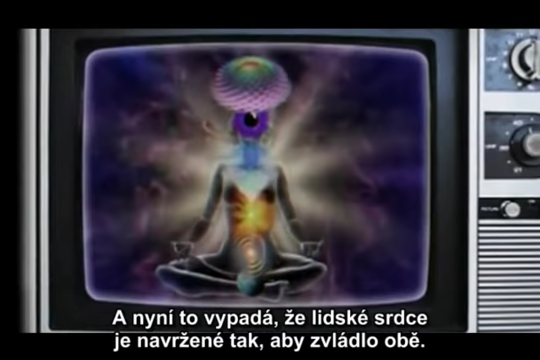 A nyní to vypadá, že lidské srdce
je navržené tak, aby zvládlo obě.